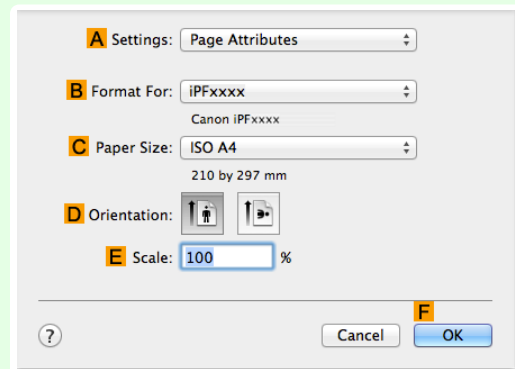 A Settings: Page Attributes
B Format For: iPFxxxx
Canon iPFxxxx
C Paper Size: ISO A4
210 by 297 mm
D Orientation:
E Scale: 100 %
F
? Cancel OK